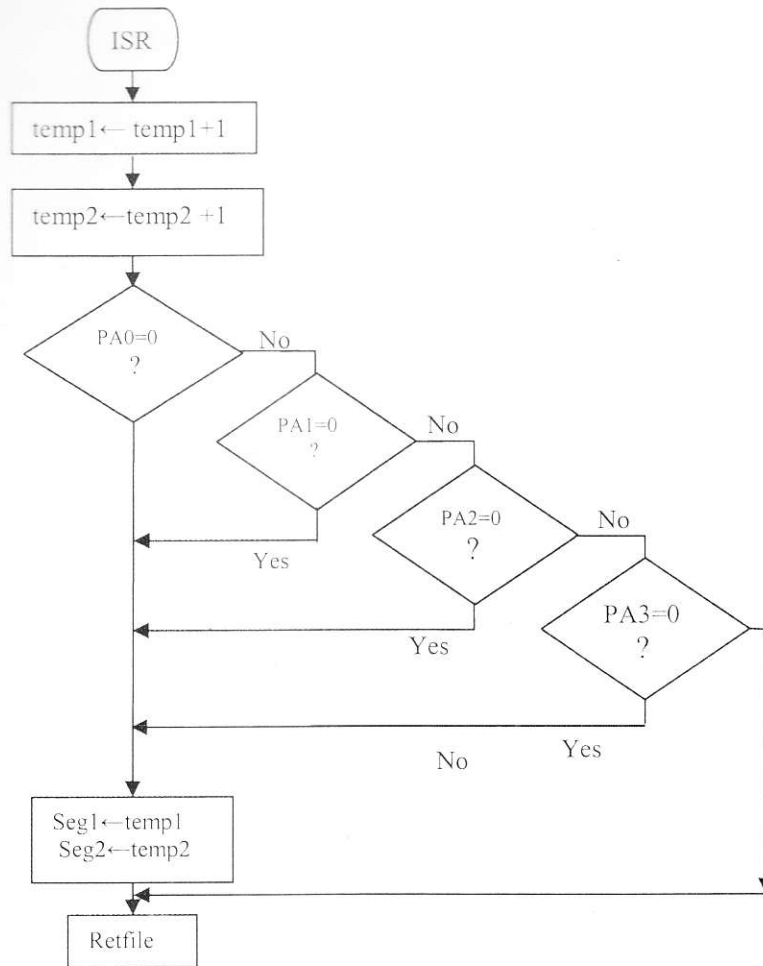 ISR
temp1← temp1+1
temp2←temp2 +1
PA0=0
?
No
PA1=0
?
No
PA2=0
?
No
PA3=0
?
Yes
Yes
Yes
No
Seg1←temp1
Seg2←temp2
Retfile